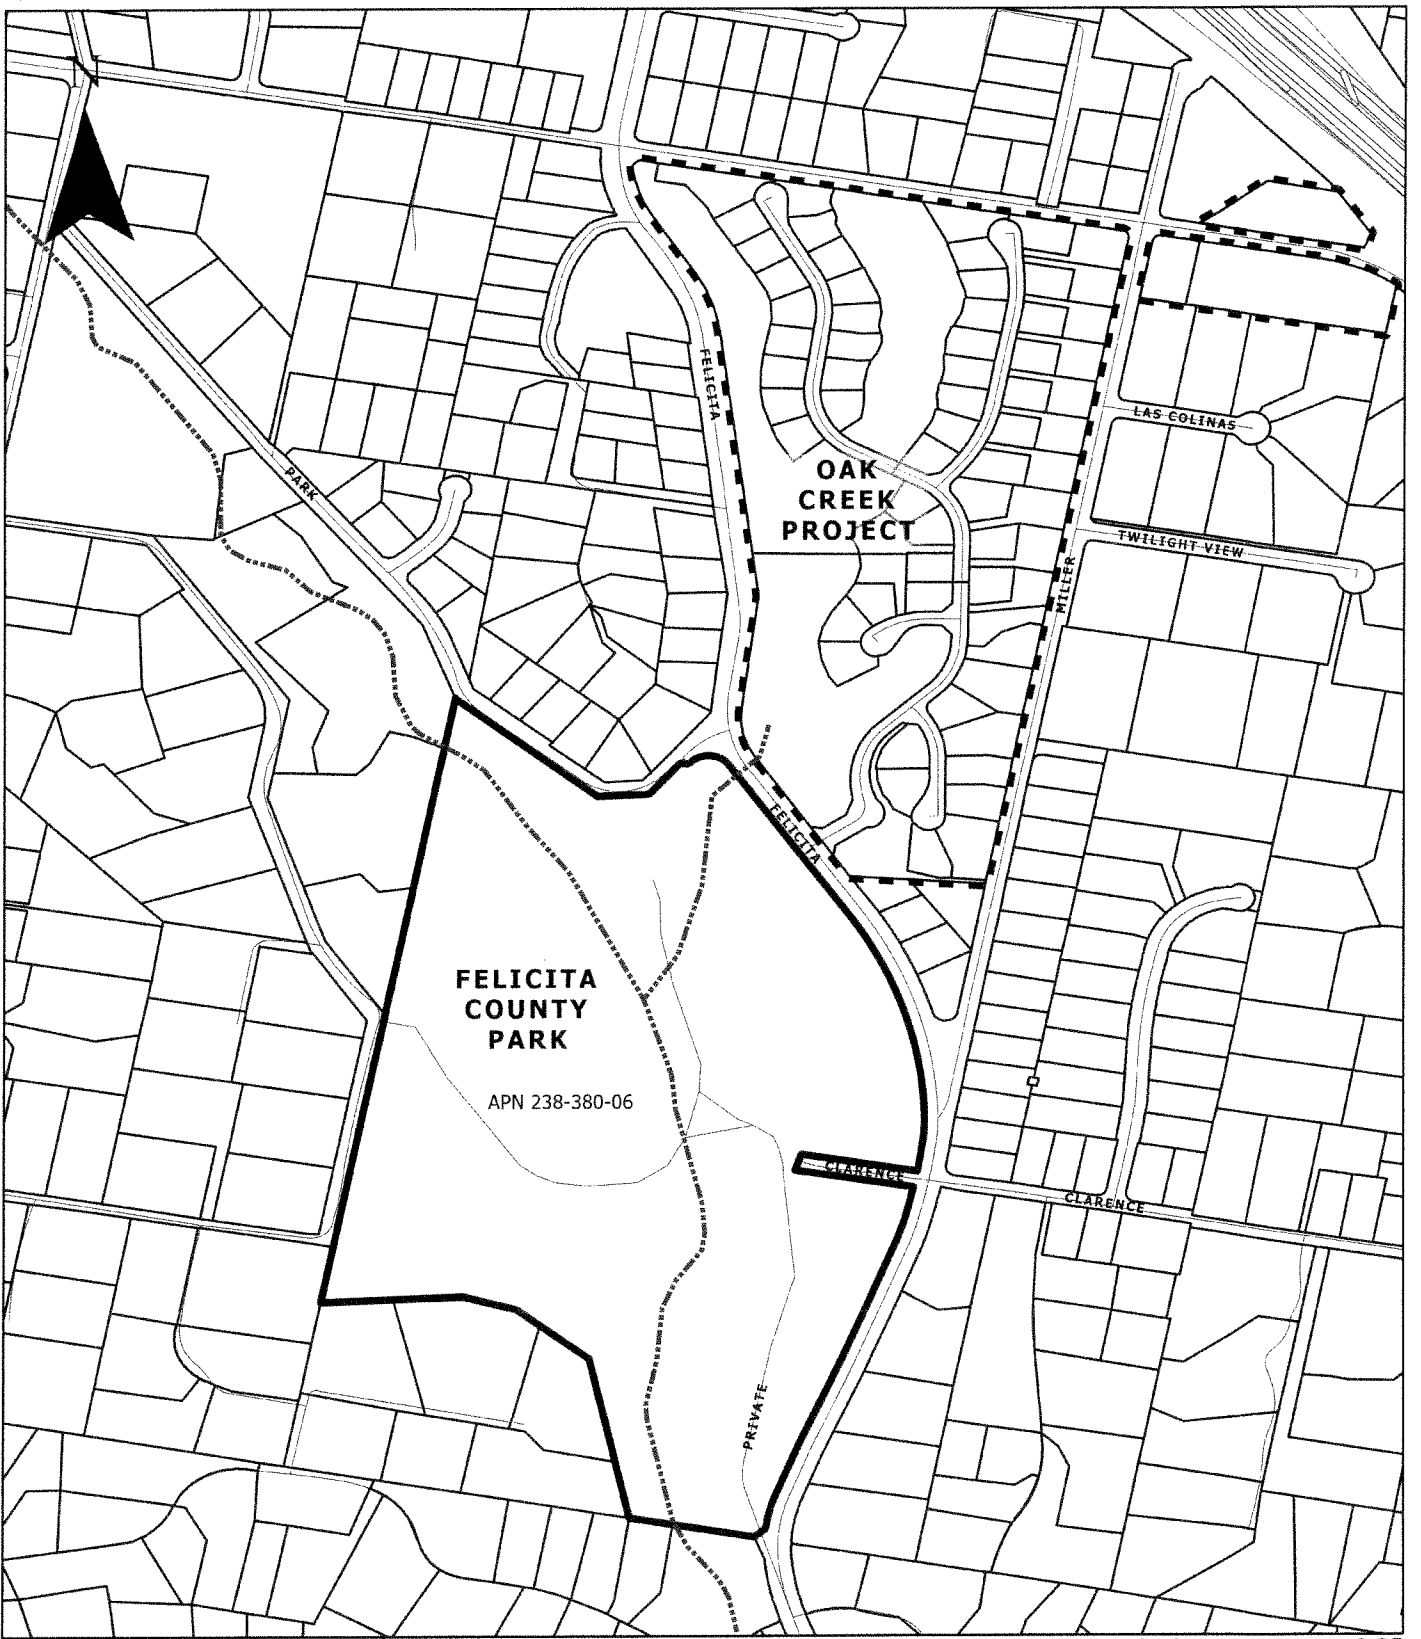 N
FELICITA
LAS COLINAS
PARK
OAK
CREEK
PROJECT
TWILIGHT VIEW
MILLER
FELICITA
FELICITA
COUNTY
PARK
APN 238-380-06
CLARENCE
CLARENCE
PRIVATE